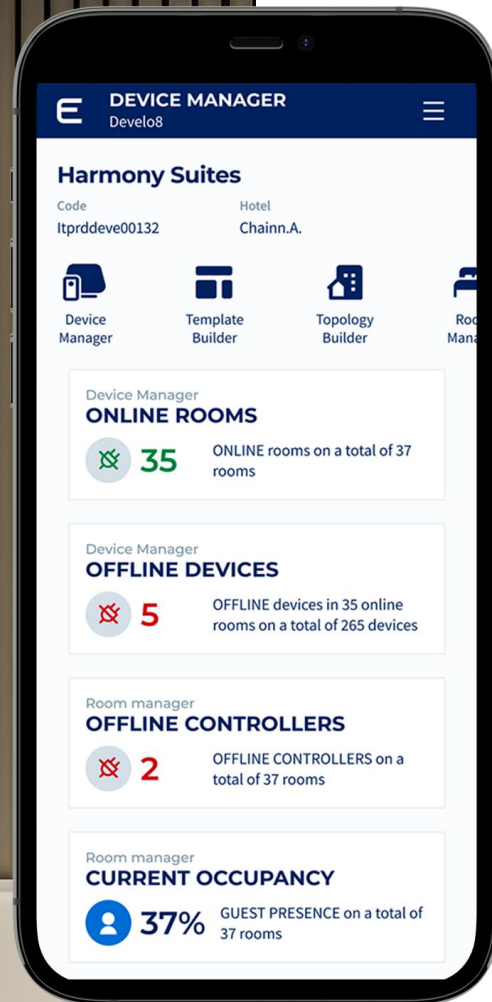 E
DEVICE MANAGER
Develo8
Harmony Suites
Code
Hotel
Itprddeve00132
Chainn.A.
Device
Manager
Template
Builder
Topology
Builder
Roo
Mana
Device Manager
ONLINE ROOMS
35
ONLINE rooms on a total of 37
rooms
Device Manager
OFFLINE DEVICES
5
OFFLINE devices in 35 online
rooms on a total of 265 devices
Room manager
OFFLINE CONTROLLERS
2
OFFLINE CONTROLLERS on a
total of 37 rooms
Room manager
CURRENT OCCUPANCY
37%
GUEST PRESENCE on a total of
37 rooms